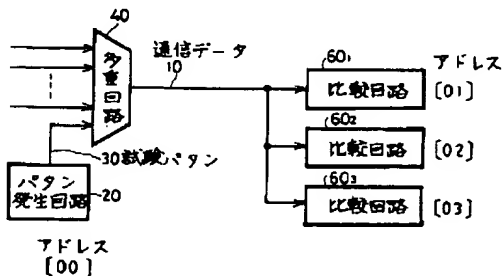 40
多重回路
通信データ
10
60₁
比較回路
アドレス
[01]
60₂
比較回路
[02]
60₃
比較回路
[03]
30試験パタン
パタン
発生回路
20
アドレス
[00]